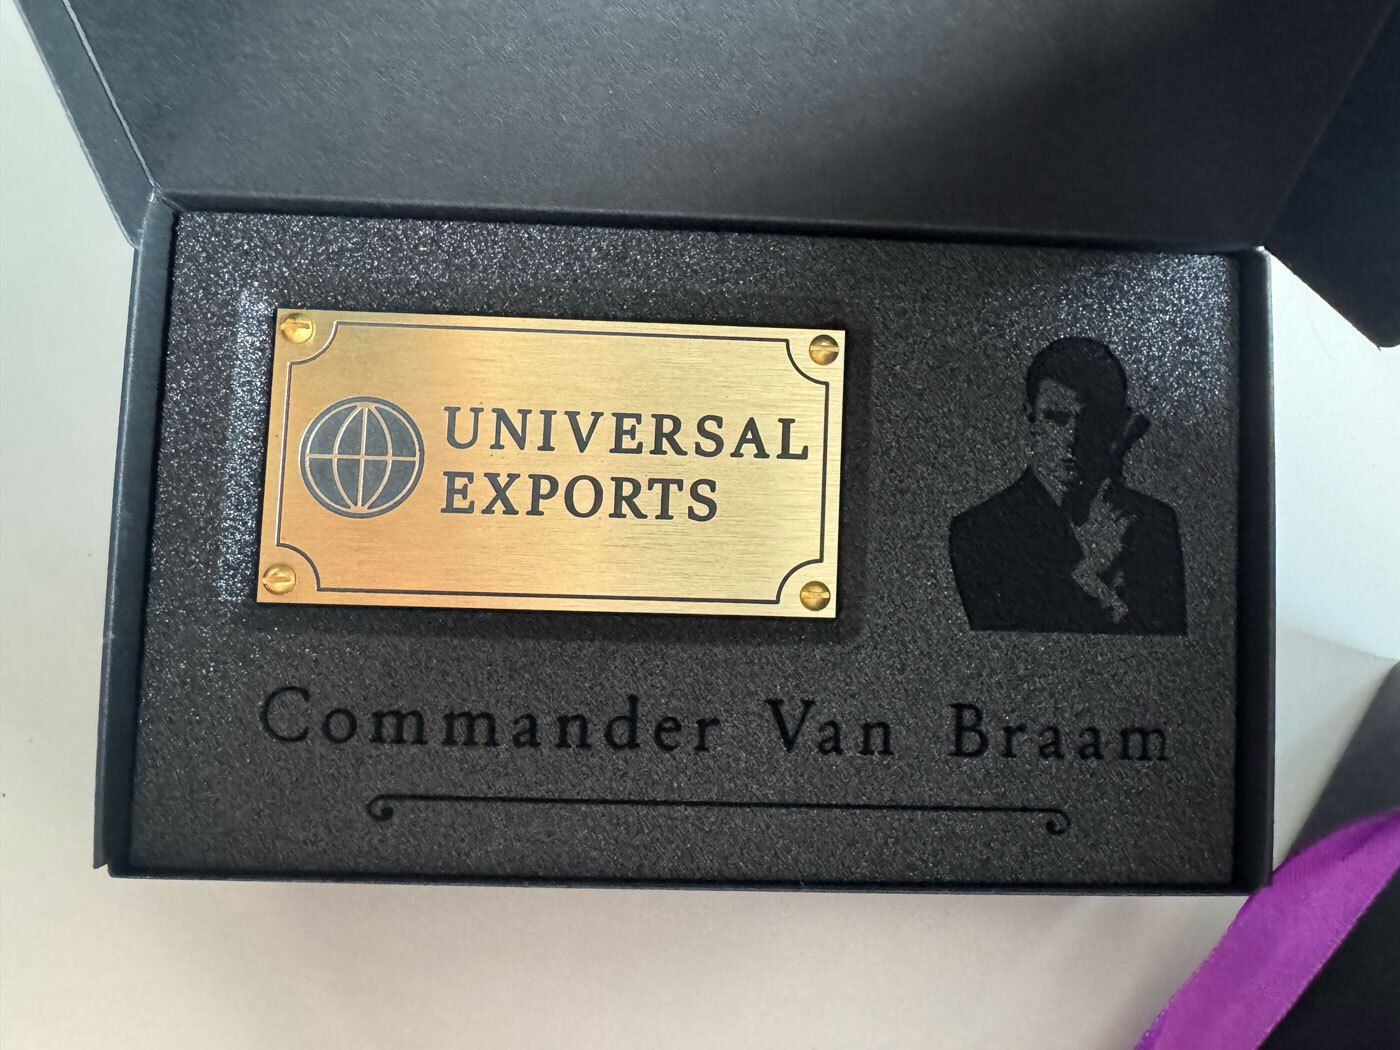 UNIVERSAL
EXPORTS
Commander Van Braam